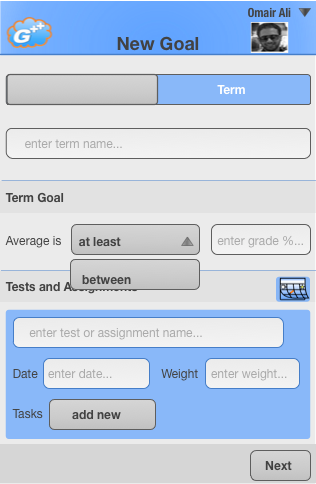 Omair Ali
G++
New Goal
Term
enter term name...
Term Goal
Average is at least enter grade %...
between
Tests and Assignments
enter test or assignment name...
Date enter date... Weight enter weight...
Tasks add new
Next